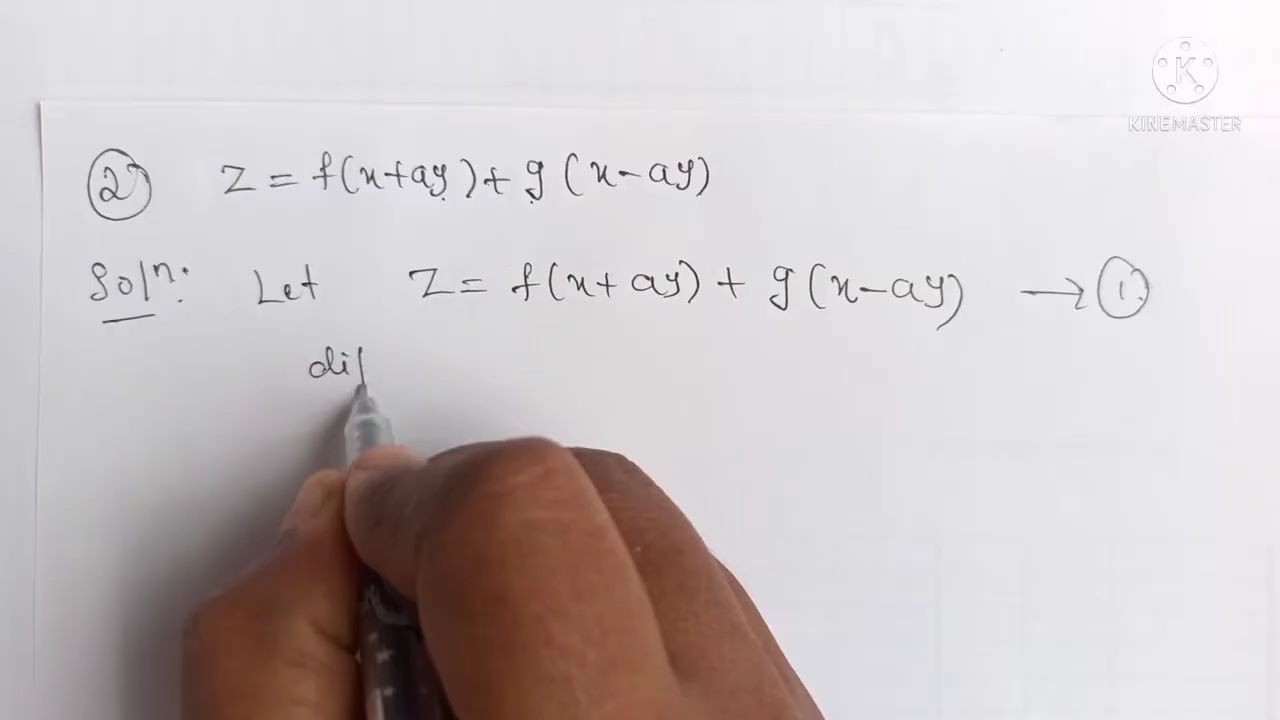 K
KINEMASTER
② z = f(x+ay) + g(x-ay)
Soln: Let z = f(x+ay) + g(x-ay) → ①
di